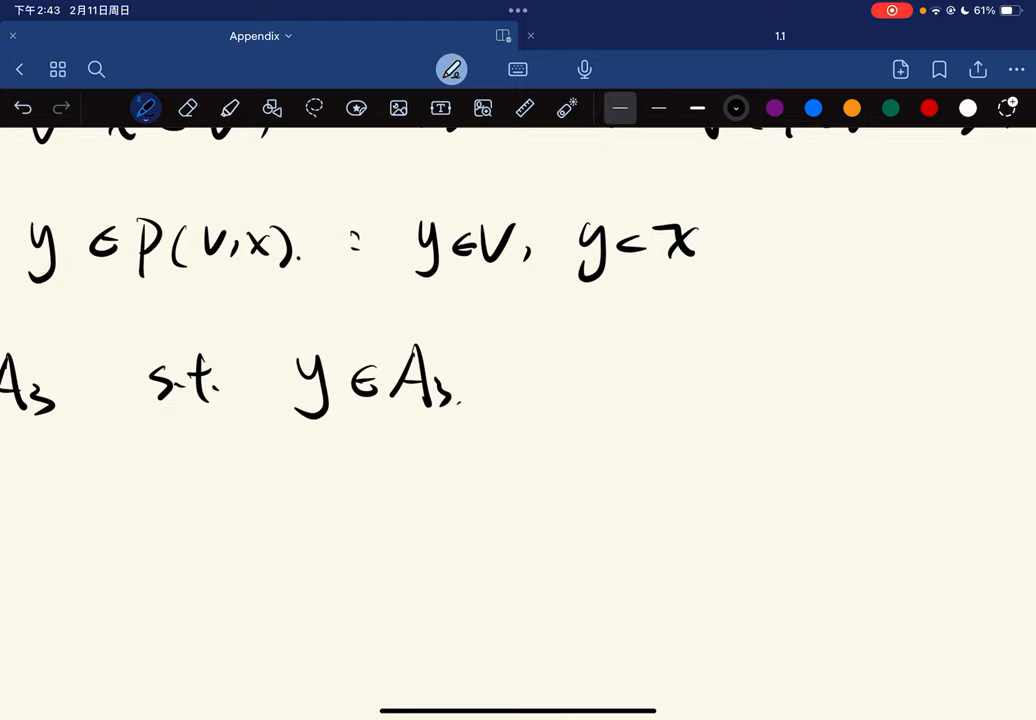 下午2:43 2月11日周日
61%
Appendix
1.1
y ∈ P(V,x). : y∈V, y<x
A₃ s.t. y ∈ A₃.